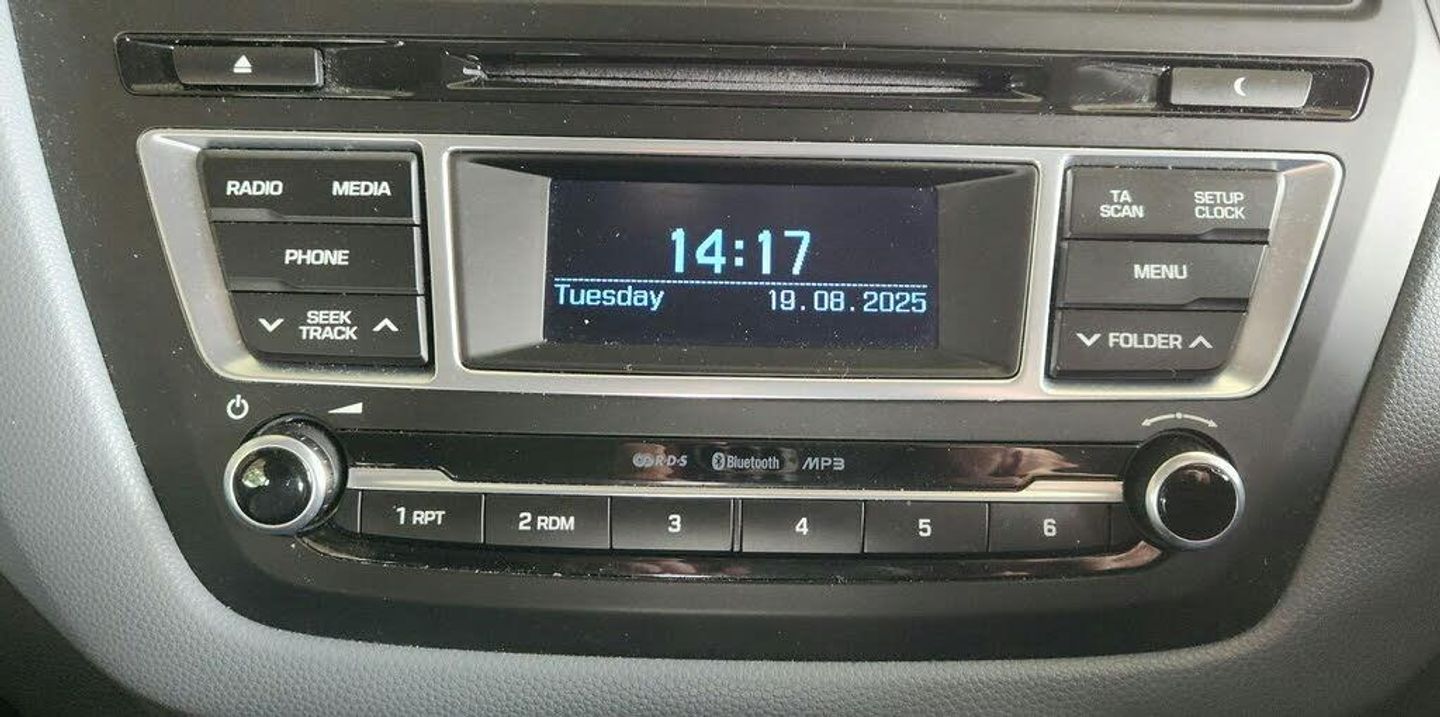 RADIO MEDIA
PHONE
SEEK
TRACK
14:17
Tuesday 19.08.2025
TA
SCAN
SETUP
CLOCK
MENU
FOLDER
R·D·S Bluetooth MP3
1 RPT 2 RDM 3 4 5 6